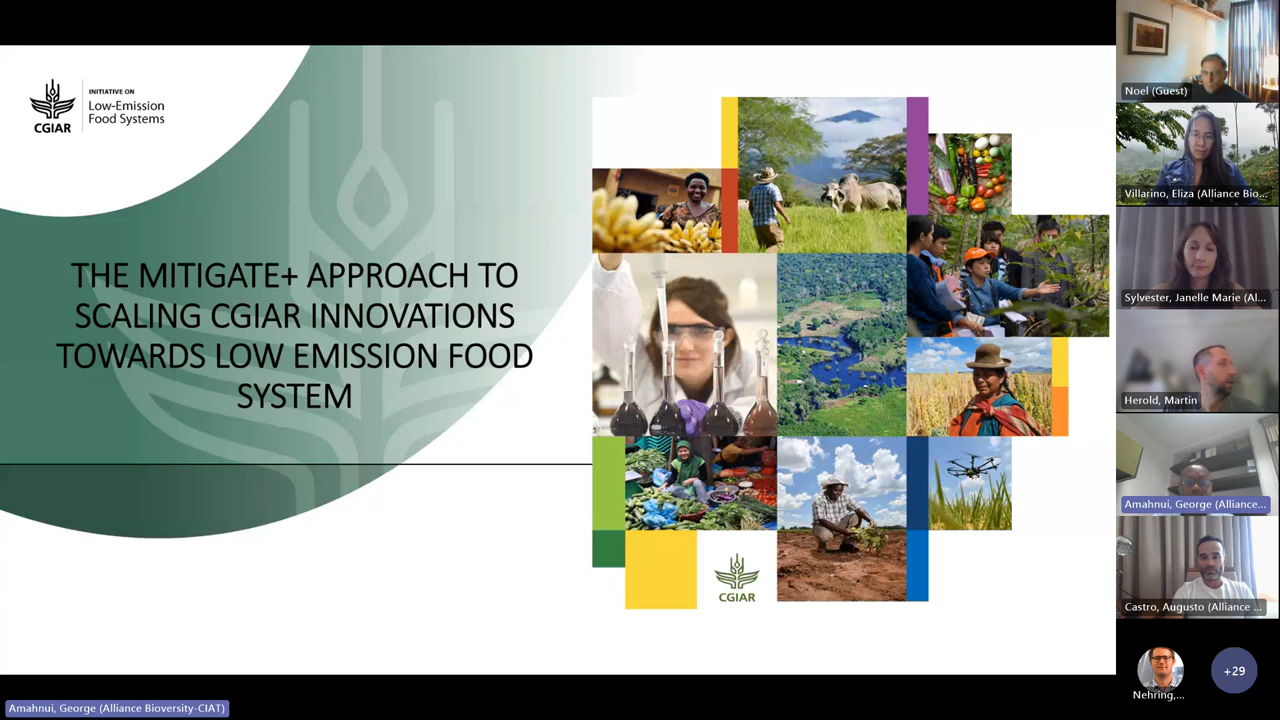 INITIATIVE ON
Low-Emission
Food Systems
CGIAR
THE MITIGATE+ APPROACH TO
SCALING CGIAR INNOVATIONS
TOWARDS LOW EMISSION FOOD
SYSTEM
CGIAR
Noel (Guest)
Villarino, Eliza (Alliance Bio...
Sylvester, Janelle Marie (Al...
Herold, Martin
Amahnui, George (Alliance...
Castro, Augusto (Alliance ...
Nehring,...
+29
Amahnui, George (Alliance Bioversity-CIAT)